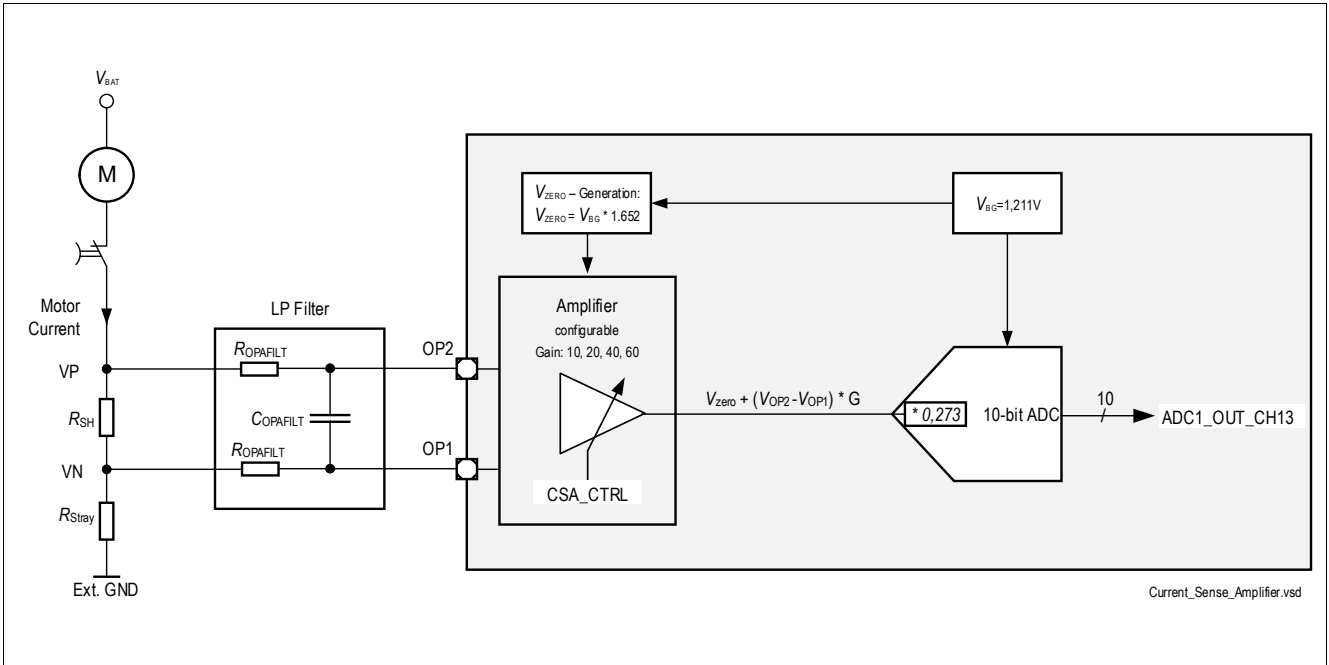 VBAT
M
Motor
Current
VP
RSH
VN
RStray
Ext. GND
LP Filter
ROPAFILT
COPAFILT
ROPAFILT
OP2
OP1
VZERO – Generation:
VZERO = VBG * 1.652
VBG=1,211V
Amplifier
configurable
Gain: 10, 20, 40, 60
CSA_CTRL
Vzero + (VOP2-VOP1) * G
* 0,273
10-bit ADC
10
ADC1_OUT_CH13
Current_Sense_Amplifier.vsd